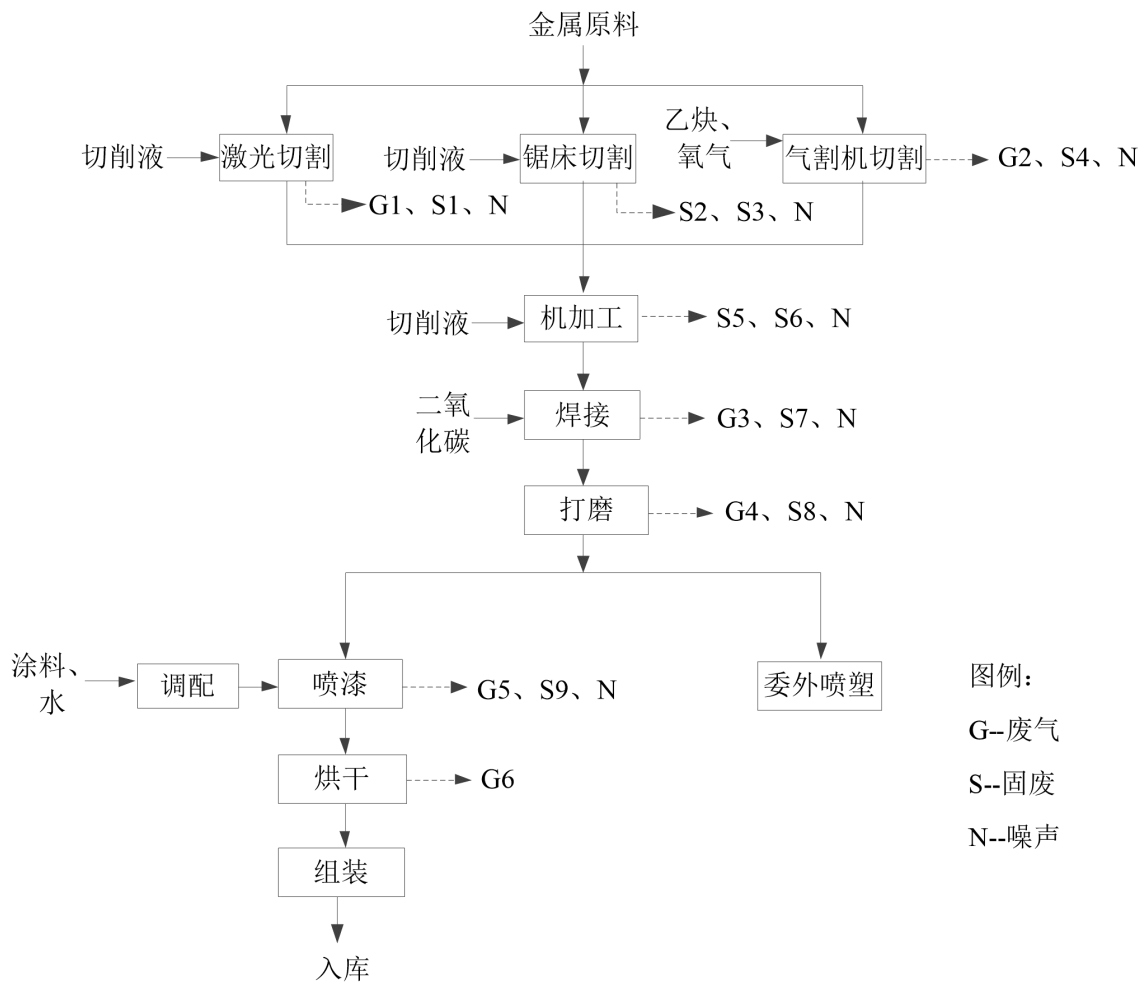 金属原料
切削液
激光切割
G1、S1、N
切削液
锯床切割
S2、S3、N
乙炔、
氧气
气割机切割
G2、S4、N
切削液
机加工
S5、S6、N
二氧
化碳
焊接
G3、S7、N
打磨
G4、S8、N
涂料、
水
调配
喷漆
G5、S9、N
委外喷塑
烘干
G6
组装
入库
图例：
G--废气
S--固废
N--噪声